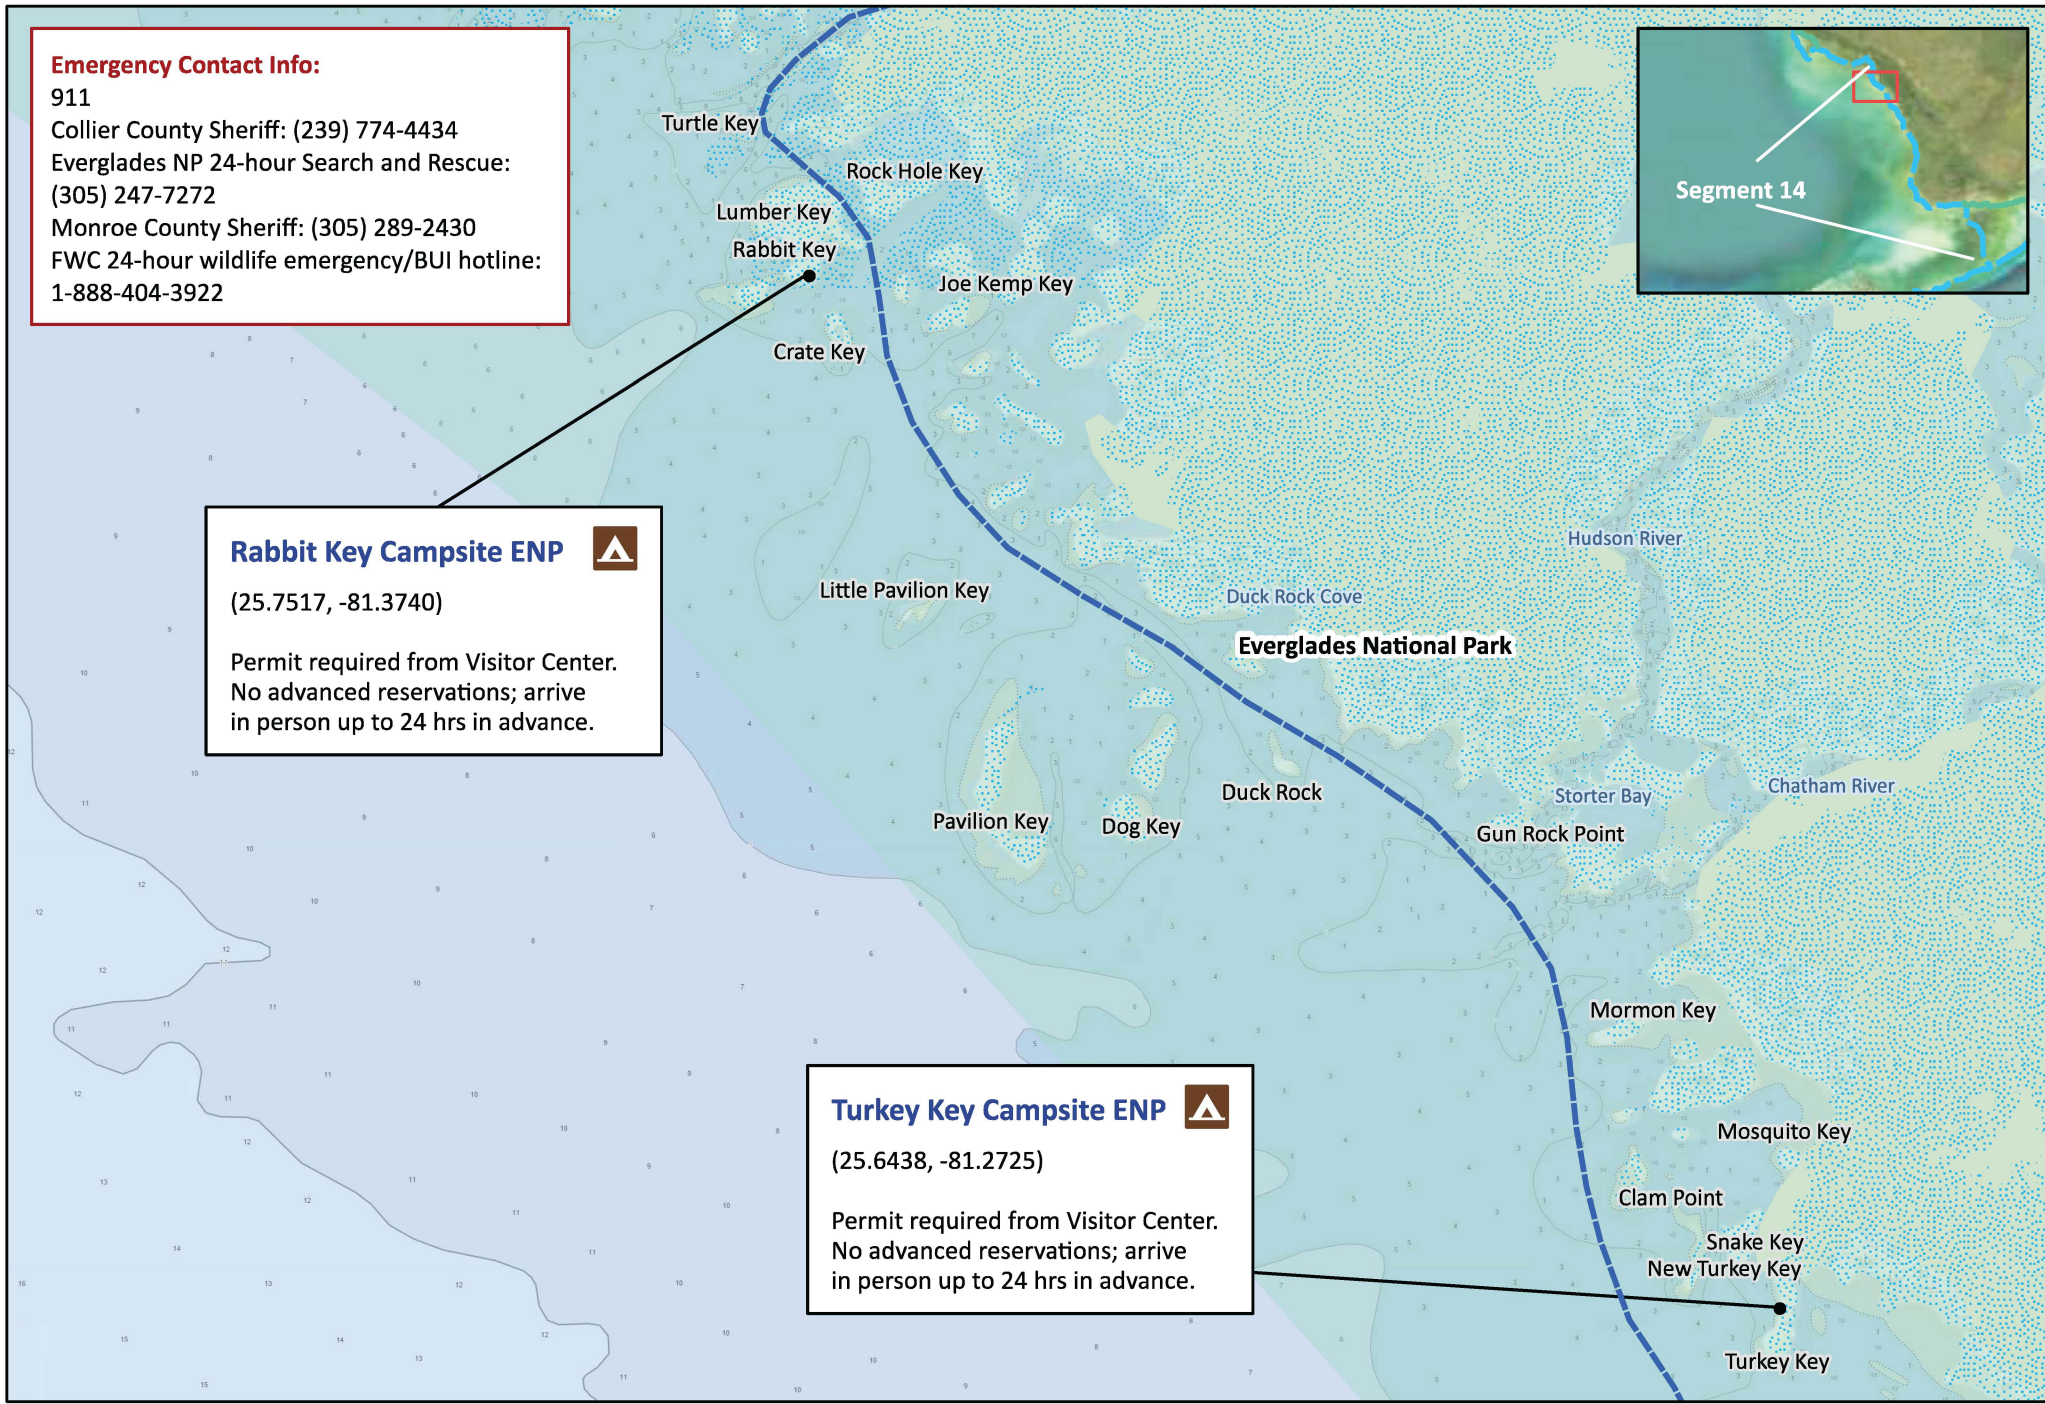 Emergency Contact Info:
911
Collier County Sheriff: (239) 774-4434
Everglades NP 24-hour Search and Rescue:
(305) 247-7272
Monroe County Sheriff: (305) 289-2430
FWC 24-hour wildlife emergency/BUI hotline:
1-888-404-3922
Segment 14
Turtle Key
Rock Hole Key
Lumber Key
Rabbit Key
Joe Kemp Key
Crate Key
Rabbit Key Campsite ENP
(25.7517, -81.3740)
Permit required from Visitor Center.
No advanced reservations; arrive
in person up to 24 hrs in advance.
Hudson River
Little Pavilion Key
Duck Rock Cove
Everglades National Park
Duck Rock
Storter Bay
Chatham River
Pavilion Key
Dog Key
Gun Rock Point
Mormon Key
Turkey Key Campsite ENP
(25.6438, -81.2725)
Permit required from Visitor Center.
No advanced reservations; arrive
in person up to 24 hrs in advance.
Mosquito Key
Clam Point
Snake Key
New Turkey Key
Turkey Key